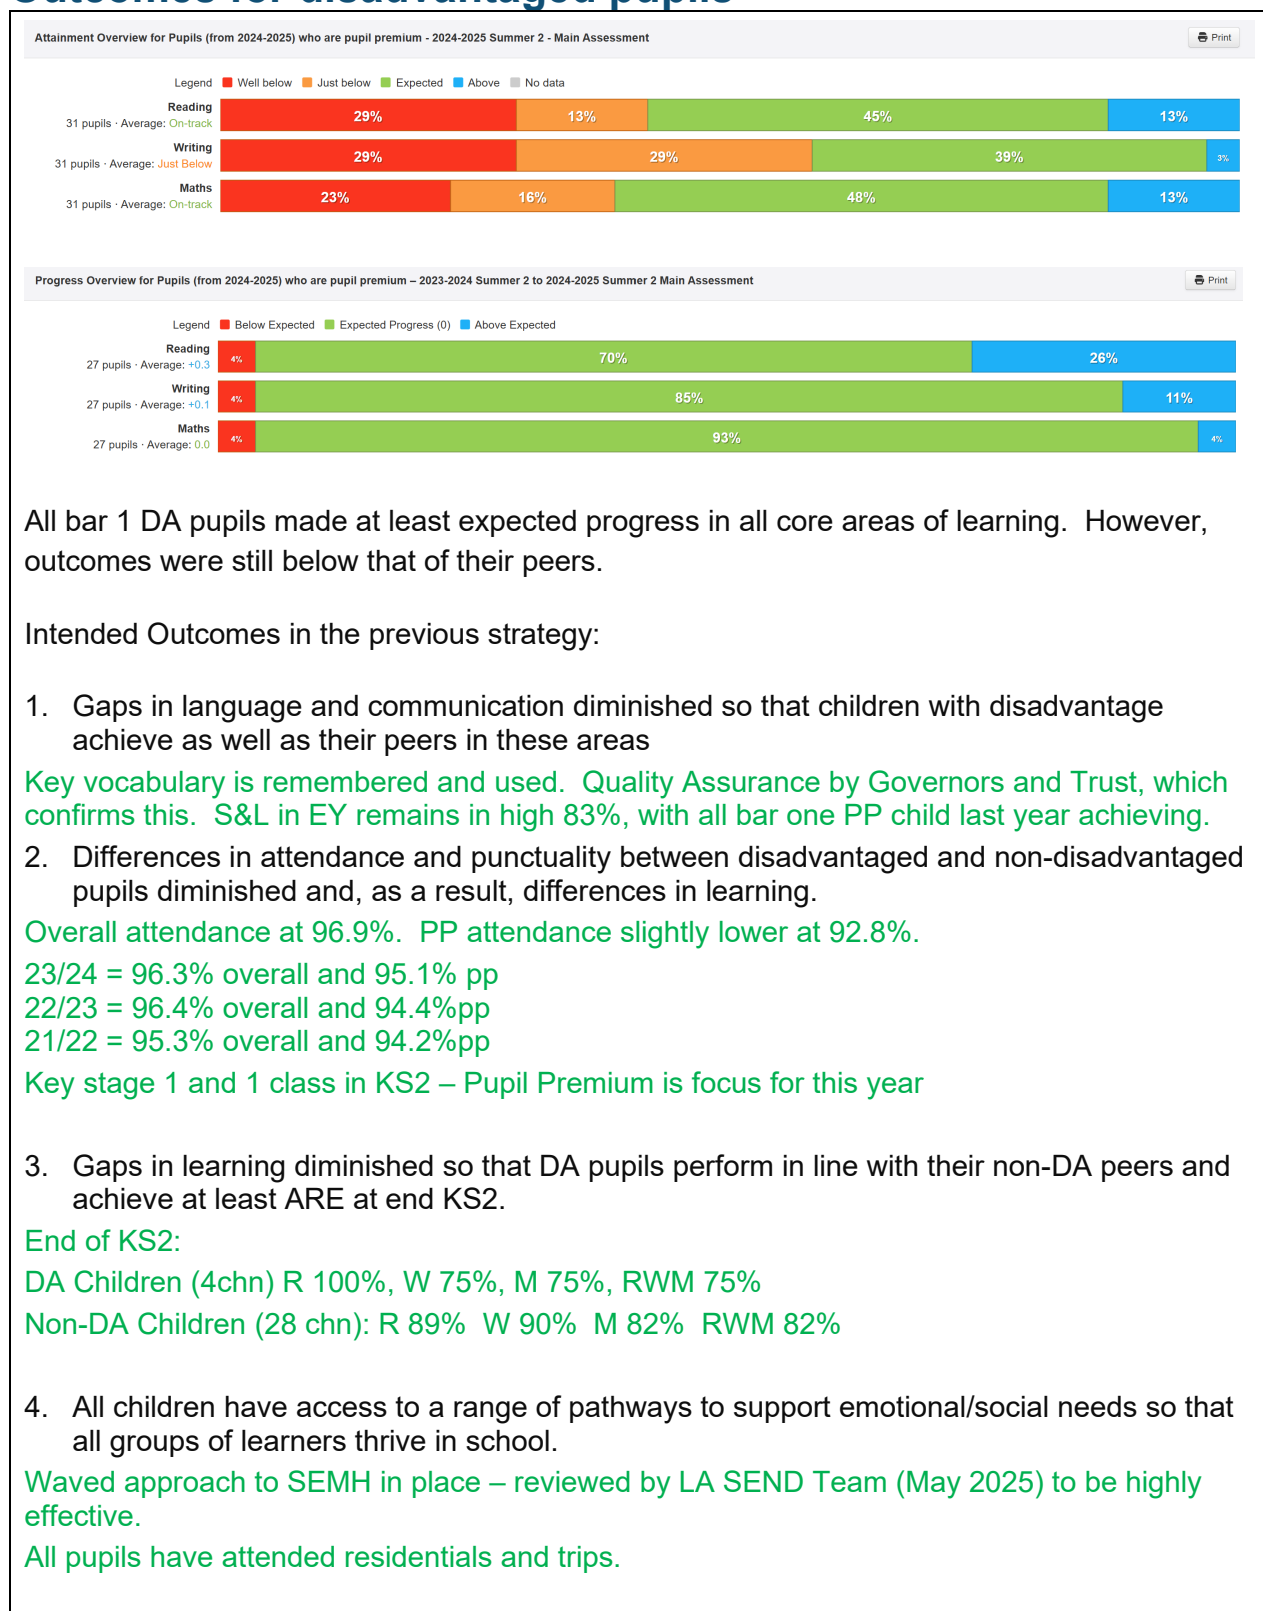 Outcomes for disadvantaged pupils
Attainment Overview for Pupils (from 2024-2025) who are pupil premium - 2024-2025 Summer 2 - Main Assessment
Print
Legend Well below Just below Expected Above No data
Reading
31 pupils · Average: On-track
29% 13% 45% 13%
Writing
31 pupils · Average: Just Below
29% 29% 39% 3%
Maths
31 pupils · Average: On-track
23% 16% 48% 13%
Progress Overview for Pupils (from 2024-2025) who are pupil premium – 2023-2024 Summer 2 to 2024-2025 Summer 2 Main Assessment
Print
Legend Below Expected Expected Progress (0) Above Expected
Reading
27 pupils · Average: +0.3
4% 70% 26%
Writing
27 pupils · Average: +0.1
4% 85% 11%
Maths
27 pupils · Average: 0.0
4% 93% 4%
All bar 1 DA pupils made at least expected progress in all core areas of learning. However,
outcomes were still below that of their peers.
Intended Outcomes in the previous strategy:
1. Gaps in language and communication diminished so that children with disadvantage
achieve as well as their peers in these areas
Key vocabulary is remembered and used. Quality Assurance by Governors and Trust, which
confirms this. S&L in EY remains in high 83%, with all bar one PP child last year achieving.
2. Differences in attendance and punctuality between disadvantaged and non-disadvantaged
pupils diminished and, as a result, differences in learning.
Overall attendance at 96.9%. PP attendance slightly lower at 92.8%.
23/24 = 96.3% overall and 95.1% pp
22/23 = 96.4% overall and 94.4%pp
21/22 = 95.3% overall and 94.2%pp
Key stage 1 and 1 class in KS2 – Pupil Premium is focus for this year
3. Gaps in learning diminished so that DA pupils perform in line with their non-DA peers and
achieve at least ARE at end KS2.
End of KS2:
DA Children (4chn) R 100%, W 75%, M 75%, RWM 75%
Non-DA Children (28 chn): R 89% W 90% M 82% RWM 82%
4. All children have access to a range of pathways to support emotional/social needs so that
all groups of learners thrive in school.
Waved approach to SEMH in place – reviewed by LA SEND Team (May 2025) to be highly
effective.
All pupils have attended residentials and trips.